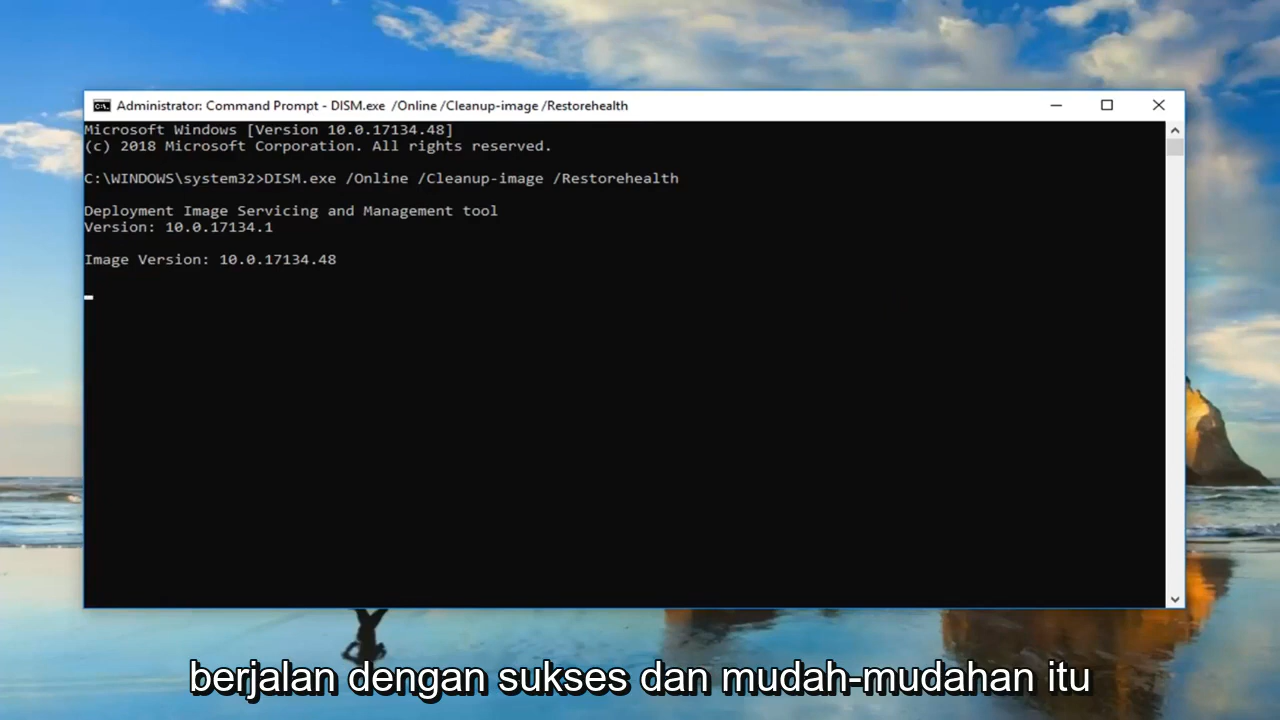 Administrator: Command Prompt - DISM.exe /Online /Cleanup-image /Restorehealth
Microsoft Windows [Version 10.0.17134.48]
(c) 2018 Microsoft Corporation. All rights reserved.
C:\WINDOWS\system32>DISM.exe /Online /Cleanup-image /Restorehealth
Deployment Image Servicing and Management tool
Version: 10.0.17134.1
Image Version: 10.0.17134.48
berjalan dengan sukses dan mudah-mudahan itu